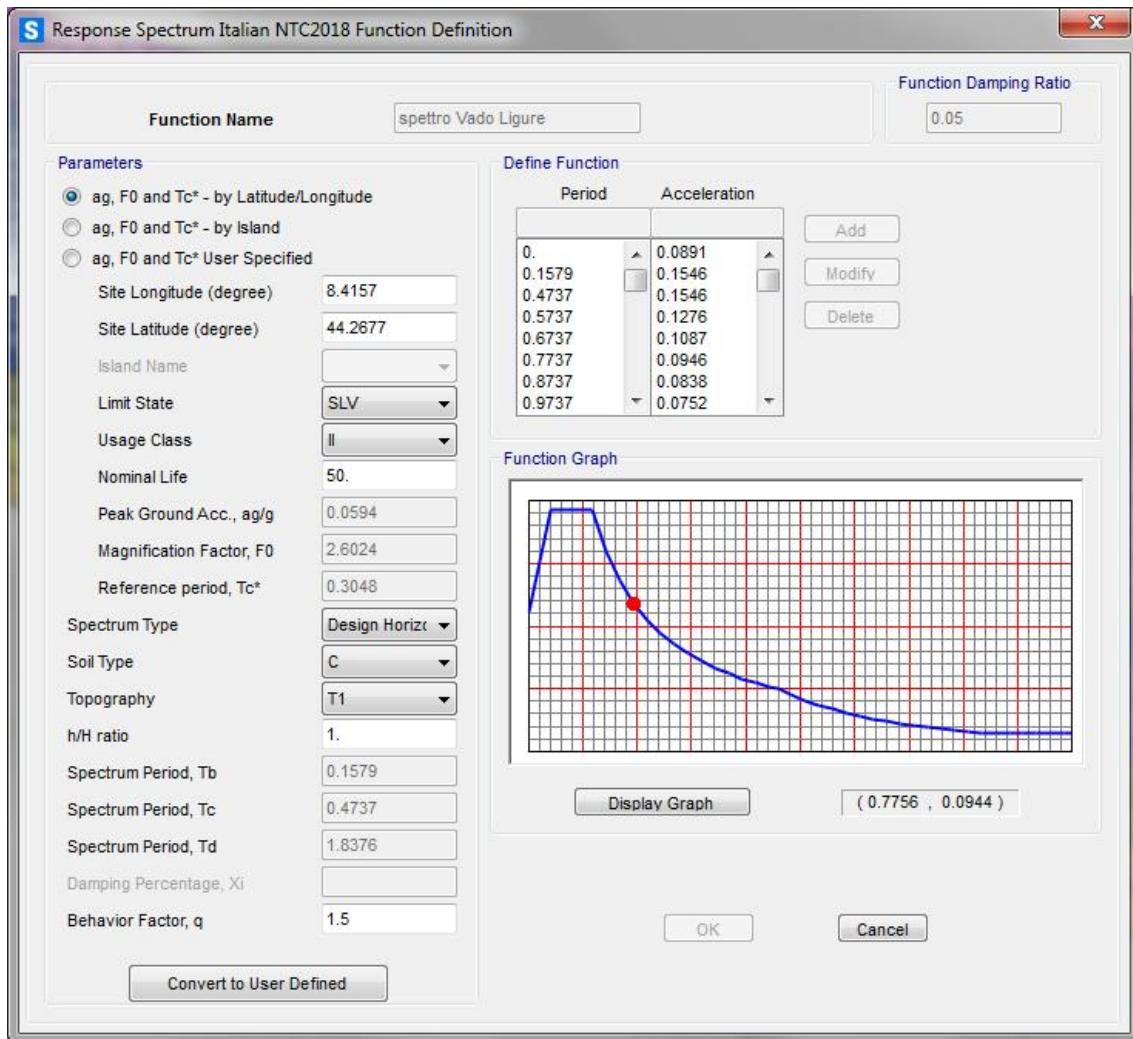 S Response Spectrum Italian NTC2018 Function Definition
Function Damping Ratio
Function Name spettro Vado Ligure 0.05
Parameters
ag, F0 and Tc* - by Latitude/Longitude
ag, F0 and Tc* - by Island
ag, F0 and Tc* User Specified
Site Longitude (degree) 8.4157
Site Latitude (degree) 44.2677
Island Name
Limit State SLV
Usage Class II
Nominal Life 50.
Peak Ground Acc., ag/g 0.0594
Magnification Factor, F0 2.6024
Reference period, Tc* 0.3048
Spectrum Type Design Horizo
Soil Type C
Topography T1
h/H ratio 1.
Spectrum Period, Tb 0.1579
Spectrum Period, Tc 0.4737
Spectrum Period, Td 1.8376
Damping Percentage, Xi
Behavior Factor, q 1.5
Convert to User Defined
Define Function
Period Acceleration
0. 0.0891
0.1579 0.1546
0.4737 0.1546
0.5737 0.1276
0.6737 0.1087
0.7737 0.0946
0.8737 0.0838
0.9737 0.0752
Add
Modify
Delete
Function Graph
Display Graph (0.7756 , 0.0944 )
OK Cancel